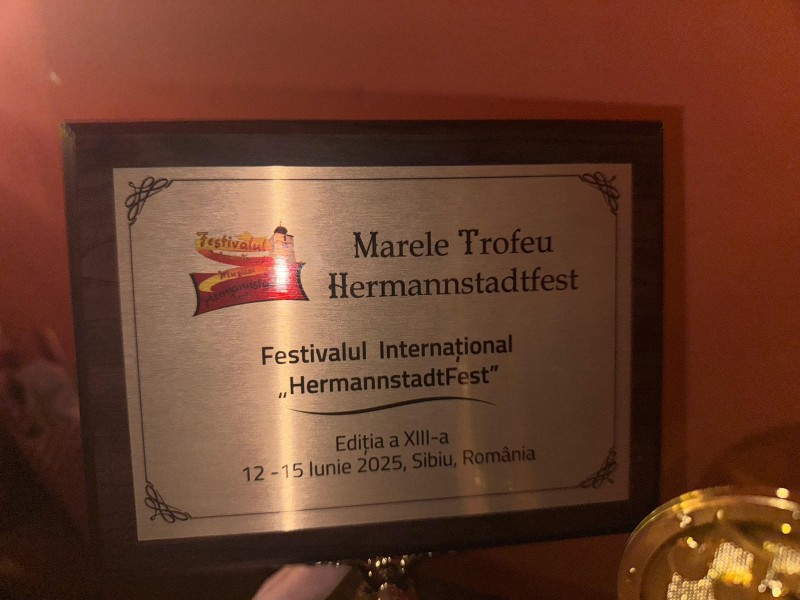 Festivalul
Marele Trofeu
Hermannstadtfest
Festivalul Internațional
„HermannstadtFest”
Ediția a XIII-a
12 - 15 Iunie 2025, Sibiu, România